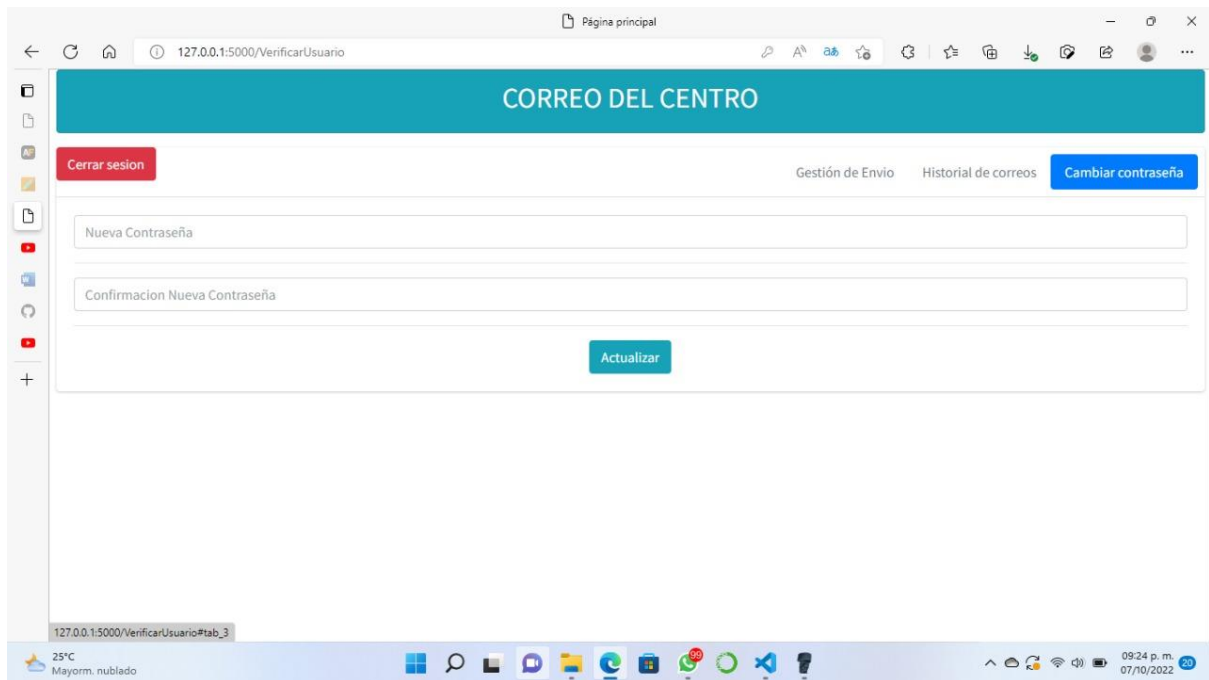 Página principal
127.0.0.1:5000/VerificarUsuario
CORREO DEL CENTRO
Cerrar sesion
Gestión de Envio Historial de correos Cambiar contraseña
Nueva Contraseña
Confirmacion Nueva Contraseña
Actualizar
127.0.0.1:5000/VerificarUsuario#tab_3
25°C
Mayorm. nublado
99
09:24 p. m.
07/10/2022
20